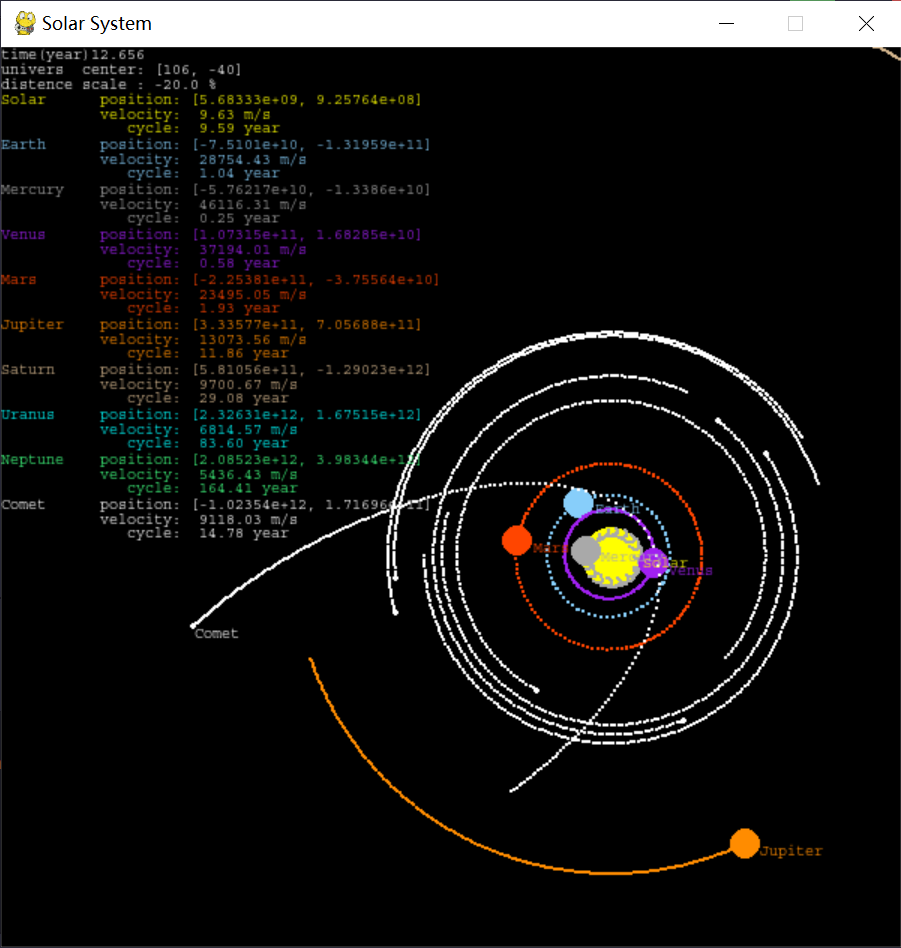 Solar System
time(year)12.656
univers  center: [106, -40]
distence scale : -20.0 %
Solar position: [5.68333e+09, 9.25764e+08]
velocity: 9.63 m/s
cycle: 9.59 year
Earth position: [-7.5101e+10, -1.31959e+11]
velocity: 28754.43 m/s
cycle: 1.04 year
Mercury position: [-5.76217e+10, -1.3386e+10]
velocity: 46116.31 m/s
cycle: 0.25 year
Venus position: [1.07315e+11, 1.68285e+10]
velocity: 37194.01 m/s
cycle: 0.58 year
Mars position: [-2.25381e+11, -3.75564e+10]
velocity: 23495.05 m/s
cycle: 1.93 year
Jupiter position: [3.33577e+11, 7.05688e+11]
velocity: 13073.56 m/s
cycle: 11.86 year
Saturn position: [5.81056e+11, -1.29023e+12]
velocity: 9700.67 m/s
cycle: 29.08 year
Uranus position: [2.32631e+12, 1.67515e+12]
velocity: 6814.57 m/s
cycle: 83.60 year
Neptune position: [2.08523e+12, 3.98344e+12]
velocity: 5436.43 m/s
cycle: 164.41 year
Comet position: [-1.02354e+12, 1.71696e+11]
velocity: 9118.03 m/s
cycle: 14.78 year
Earth
Mars
Mercury
Solar
Venus
Comet
Jupiter